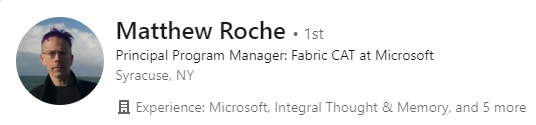 Matthew Roche • 1st
Principal Program Manager: Fabric CAT at Microsoft
Syracuse, NY
Experience: Microsoft, Integral Thought & Memory, and 5 more